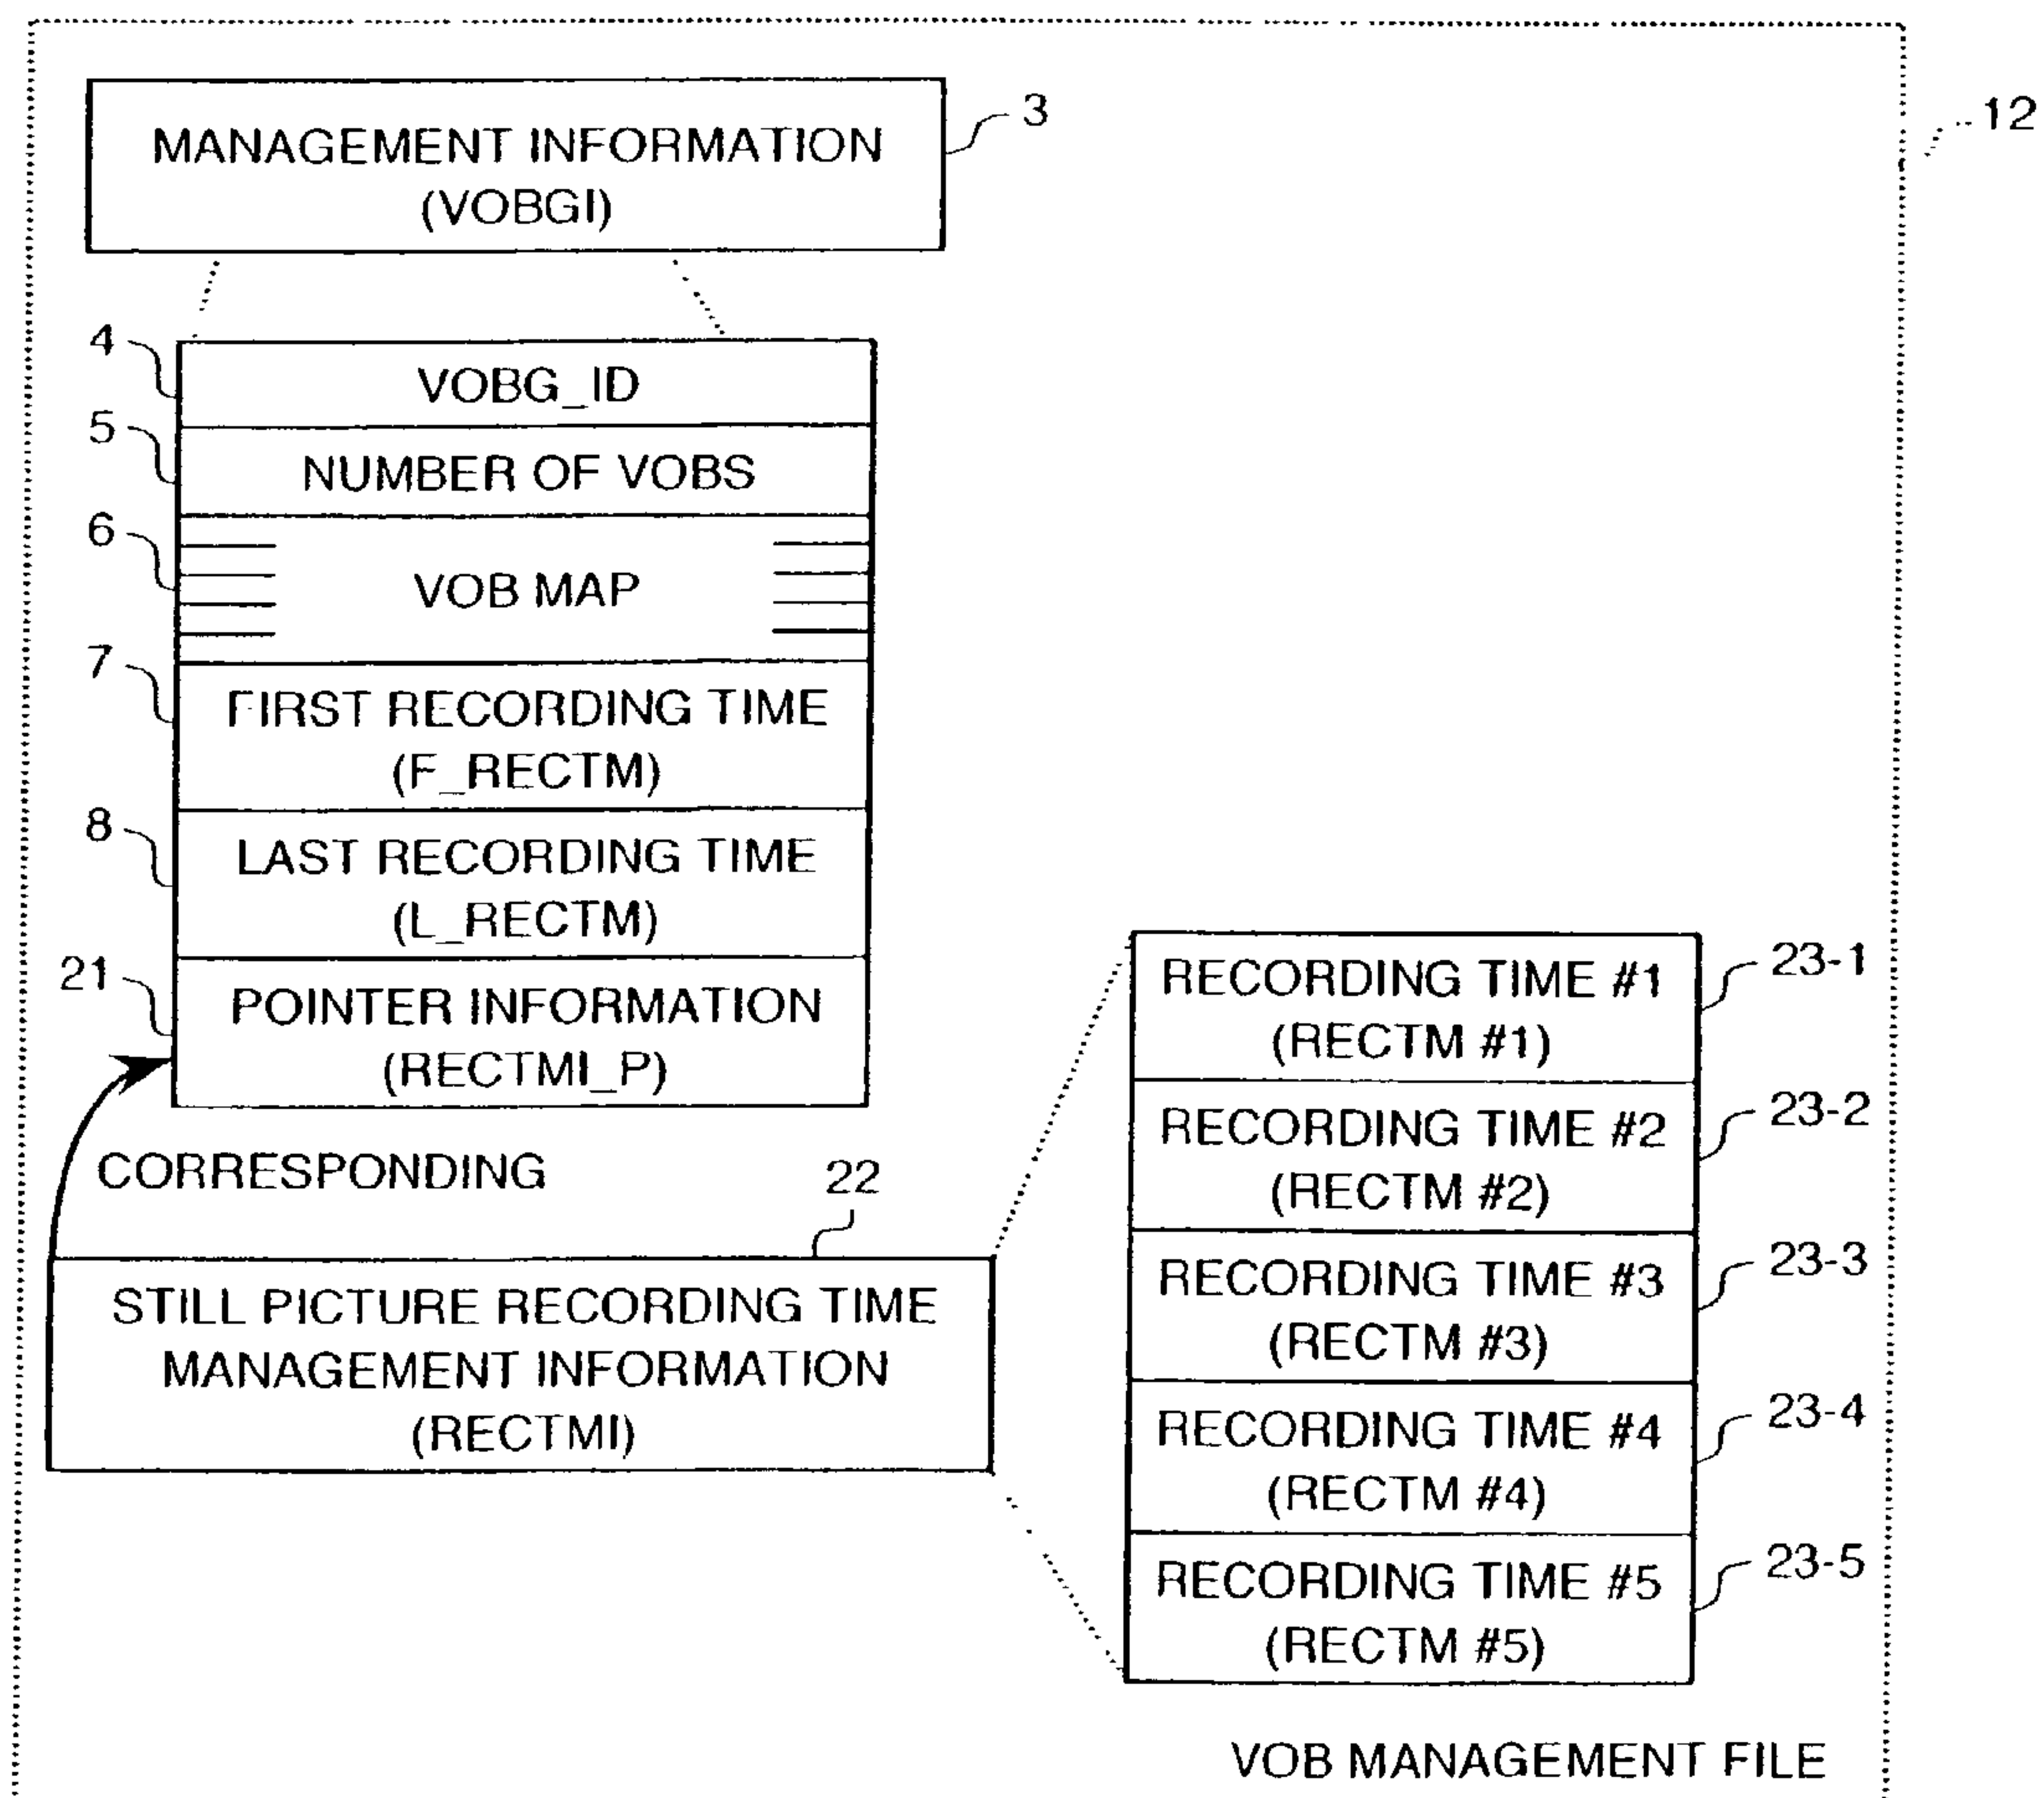 12
MANAGEMENT INFORMATION
(VOBGI)
3
4
VOBG_ID
5
NUMBER OF VOBS
6
VOB MAP
7
FIRST RECORDING TIME
(F_RECTM)
8
LAST RECORDING TIME
(L_RECTM)
21
POINTER INFORMATION
(RECTMI_P)
CORRESPONDING
22
STILL PICTURE RECORDING TIME
MANAGEMENT INFORMATION
(RECTMI)
RECORDING TIME #1
(RECTM #1)
23-1
RECORDING TIME #2
(RECTM #2)
23-2
RECORDING TIME #3
(RECTM #3)
23-3
RECORDING TIME #4
(RECTM #4)
23-4
RECORDING TIME #5
(RECTM #5)
23-5
VOB MANAGEMENT FILE